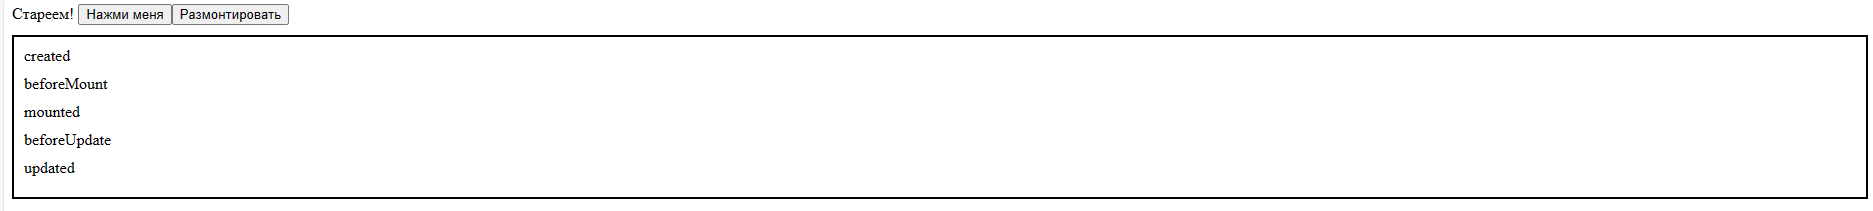 Стареем! Нажми меня Размонтировать
created
beforeMount
mounted
beforeUpdate
updated